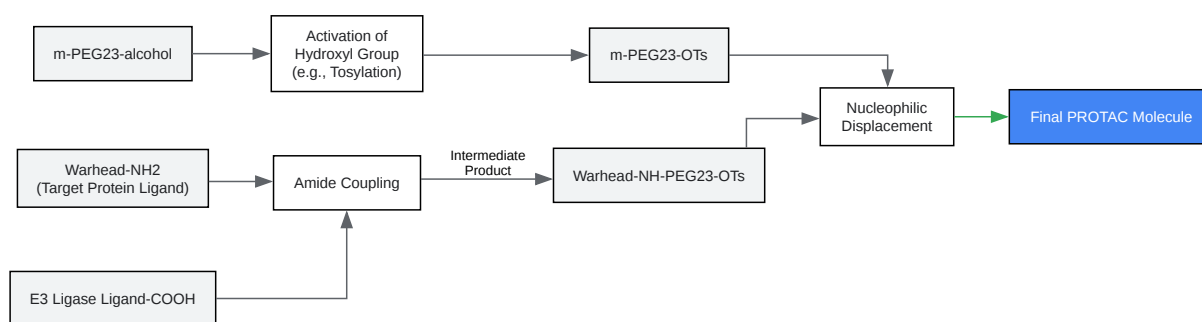 m-PEG23-alcohol
Activation of
Hydroxyl Group
(e.g., Tosylation)
m-PEG23-OTs
Nucleophilic
Displacement
Final PROTAC Molecule
Warhead-NH2
(Target Protein Ligand)
Amide Coupling
Intermediate
Product
Warhead-NH-PEG23-OTs
E3 Ligase Ligand-COOH